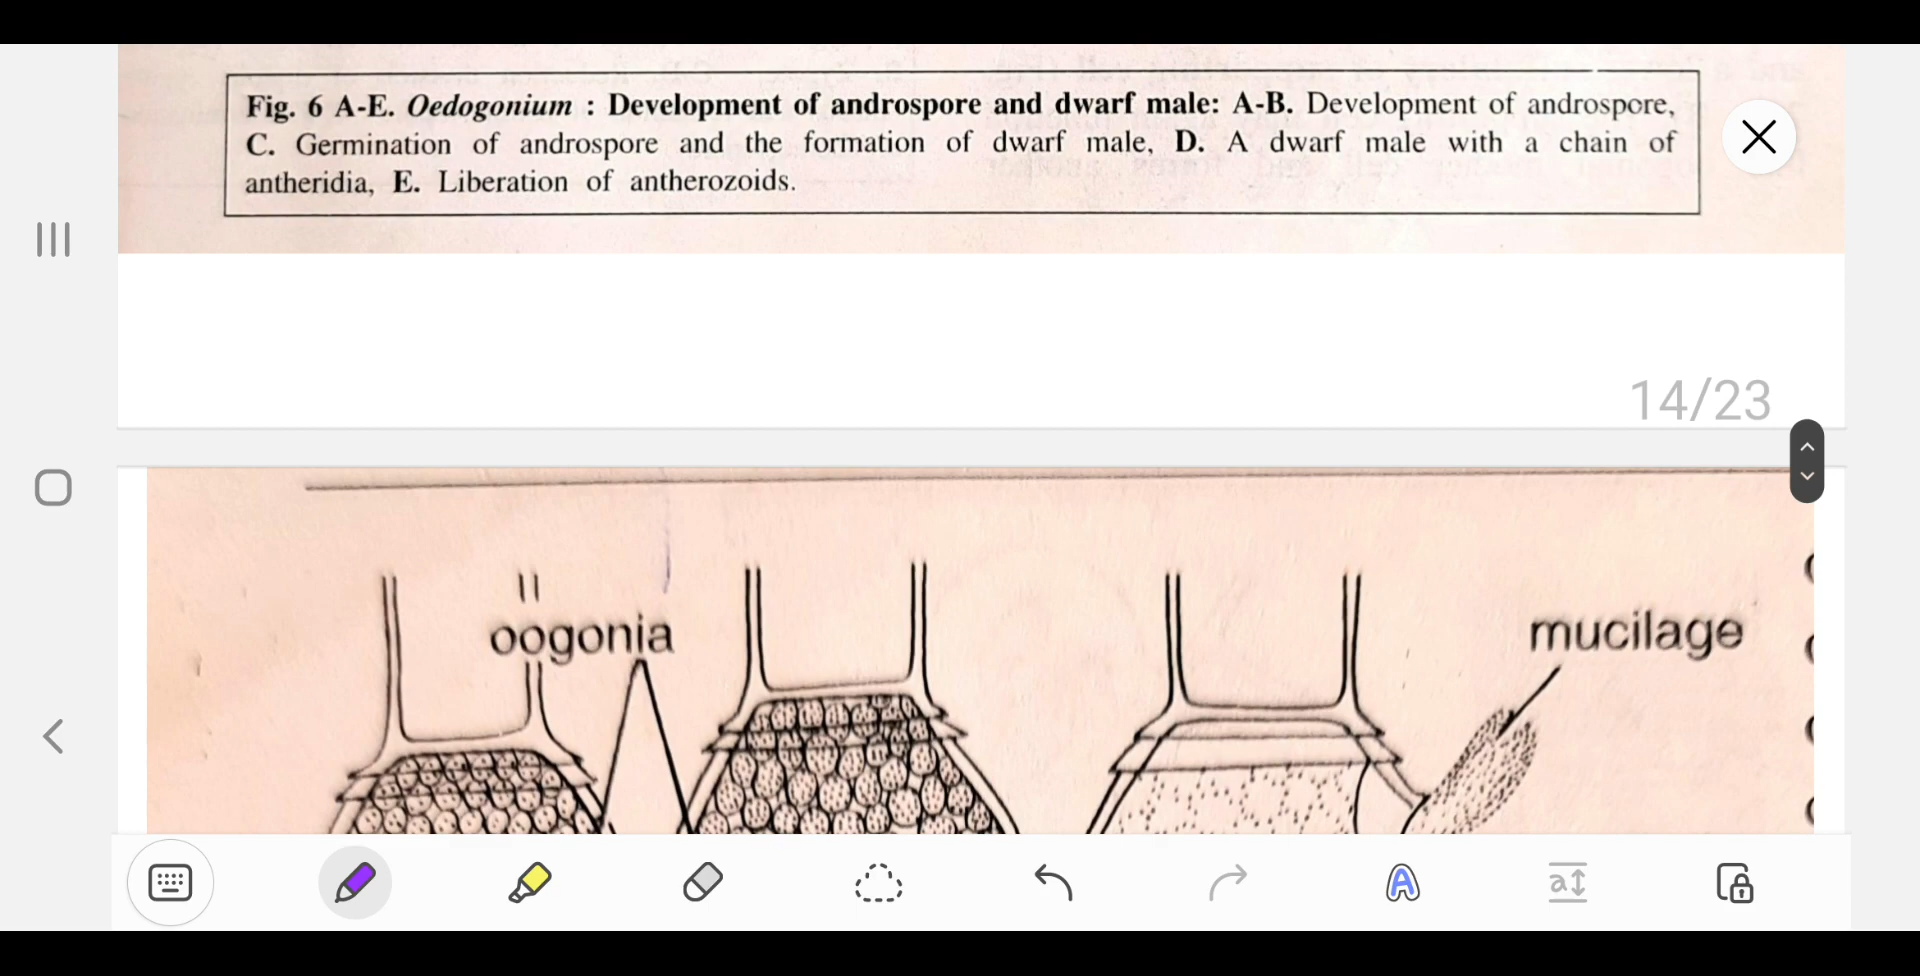 Fig. 6 A-E. Oedogonium : Development of androspore and dwarf male: A-B. Development of androspore,
C. Germination of androspore and the formation of dwarf male, D. A dwarf male with a chain of
antheridia, E. Liberation of antherozoids.
14/23
oogonia
mucilage
A
a